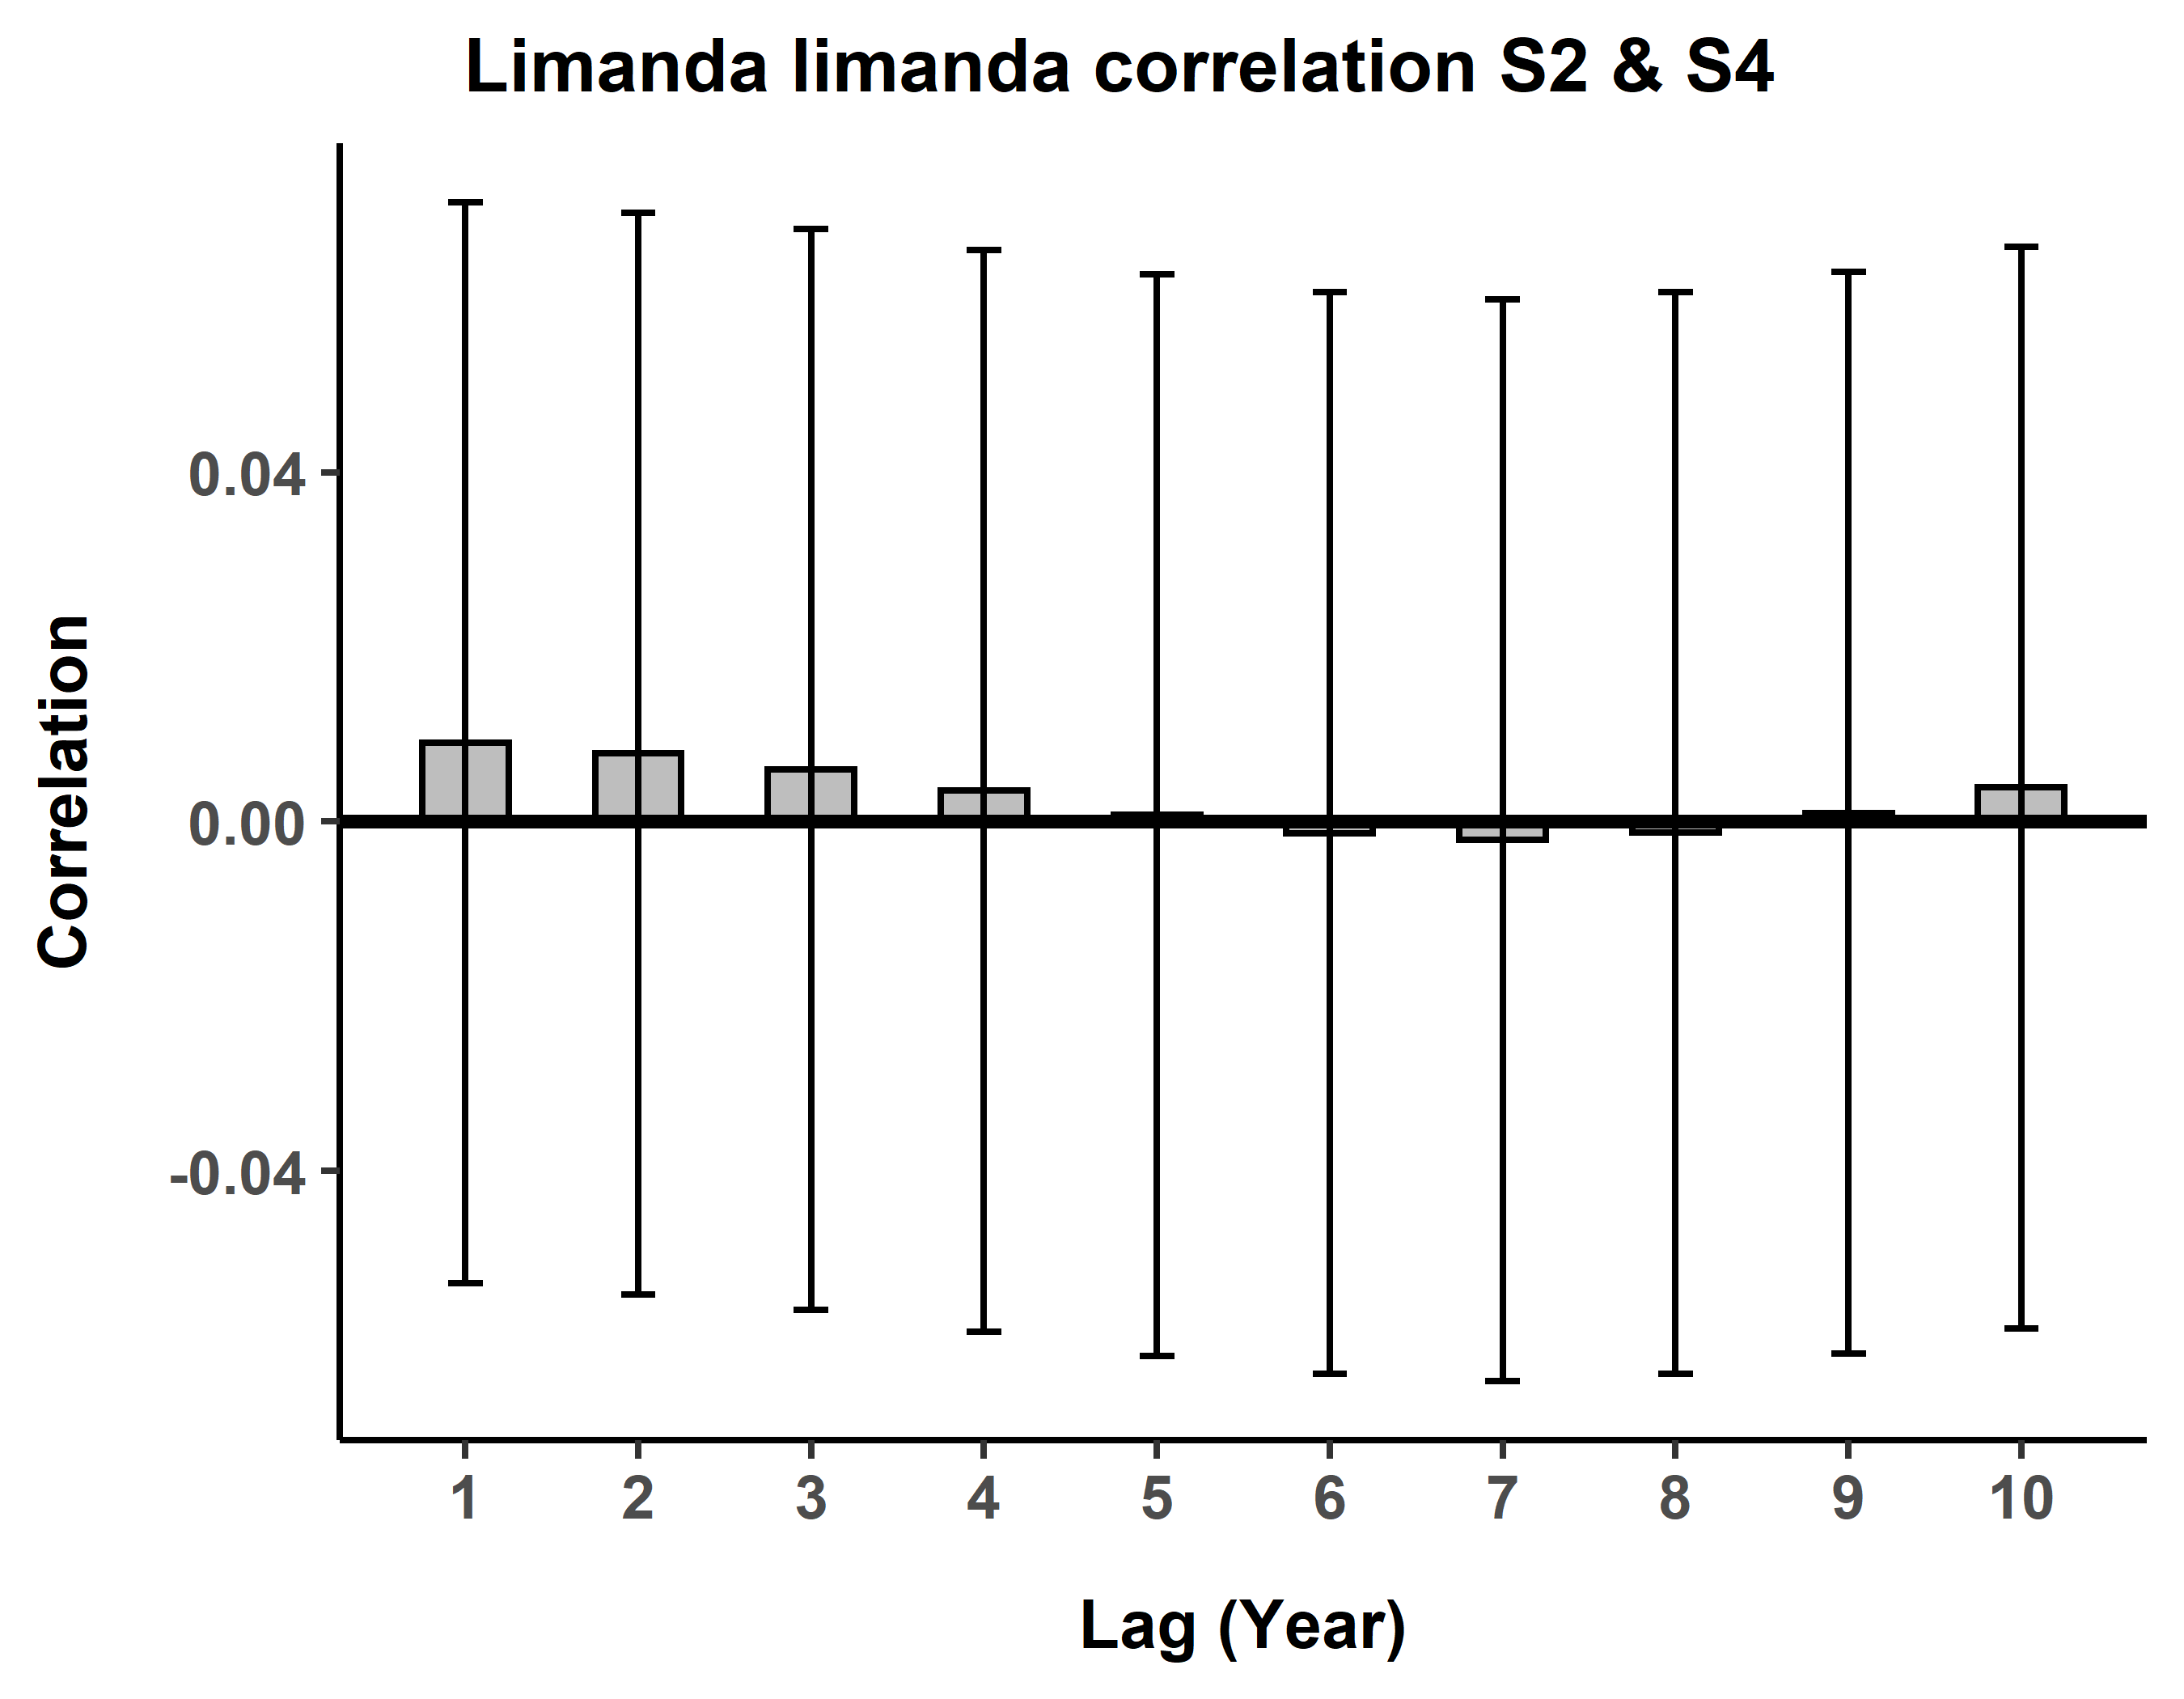 Limanda limanda correlation S2 & S4
Correlation
0.04
0.00
-0.04
1 2 3 4 5 6 7 8 9 10
Lag (Year)